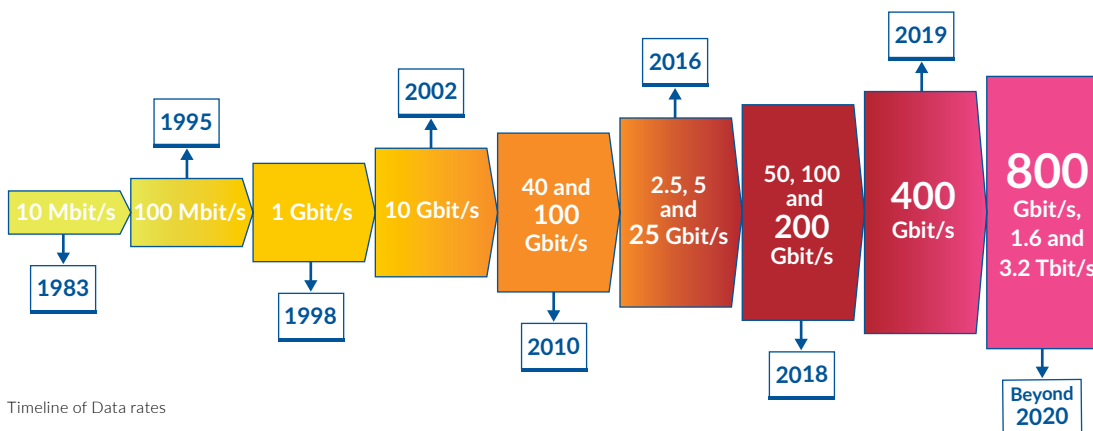 10 Mbit/s
1983
100 Mbit/s
1995
1 Gbit/s
1998
10 Gbit/s
2002
40 and
100
Gbit/s
2010
2.5, 5
and
25 Gbit/s
2016
50, 100
and
200
Gbit/s
2018
400
Gbit/s
2019
800
Gbit/s,
1.6 and
3.2 Tbit/s
Beyond
2020
Timeline of Data rates